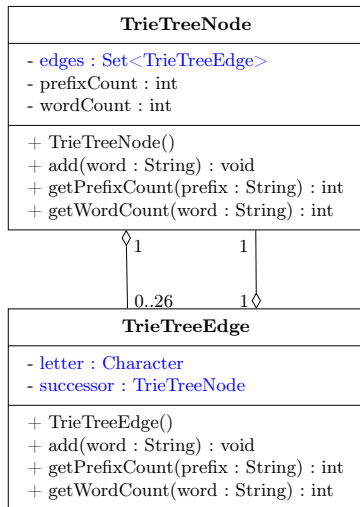 TrieTreeNode
- edges : Set<TrieTreeEdge>
- prefixCount : int
- wordCount : int
+ TrieTreeNode()
+ add(word : String) : void
+ getPrefixCount(prefix : String) : int
+ getWordCount(word : String) : int
1 1
0..26 1
TrieTreeEdge
- letter : Character
- successor : TrieTreeNode
+ TrieTreeEdge()
+ add(word : String) : void
+ getPrefixCount(prefix : String) : int
+ getWordCount(word : String) : int